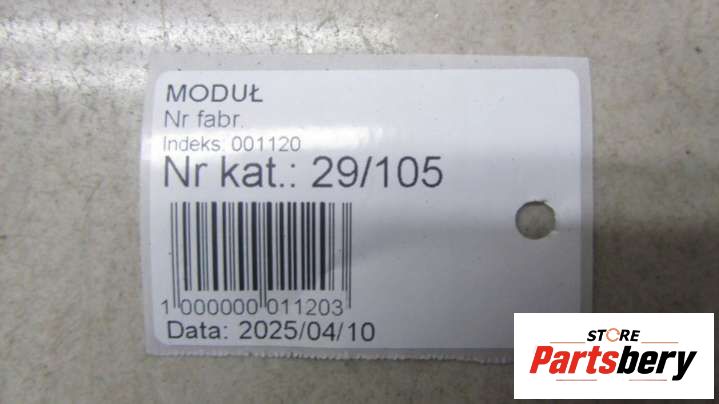 MODUŁ
Nr fabr.
Indeks: 001120
Nr kat.: 29/105
1 000000 011203
Data: 2025/04/10
STORE
Partsbery